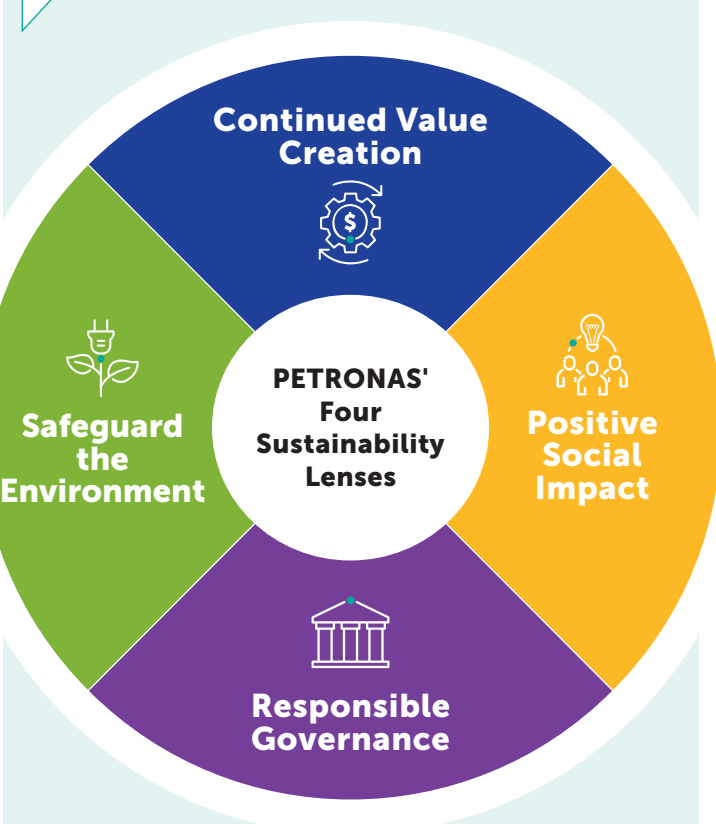 Continued Value
Creation
$
Safeguard
the
Environment
PETRONAS'
Four
Sustainability
Lenses
Positive
Social
Impact
Responsible
Governance